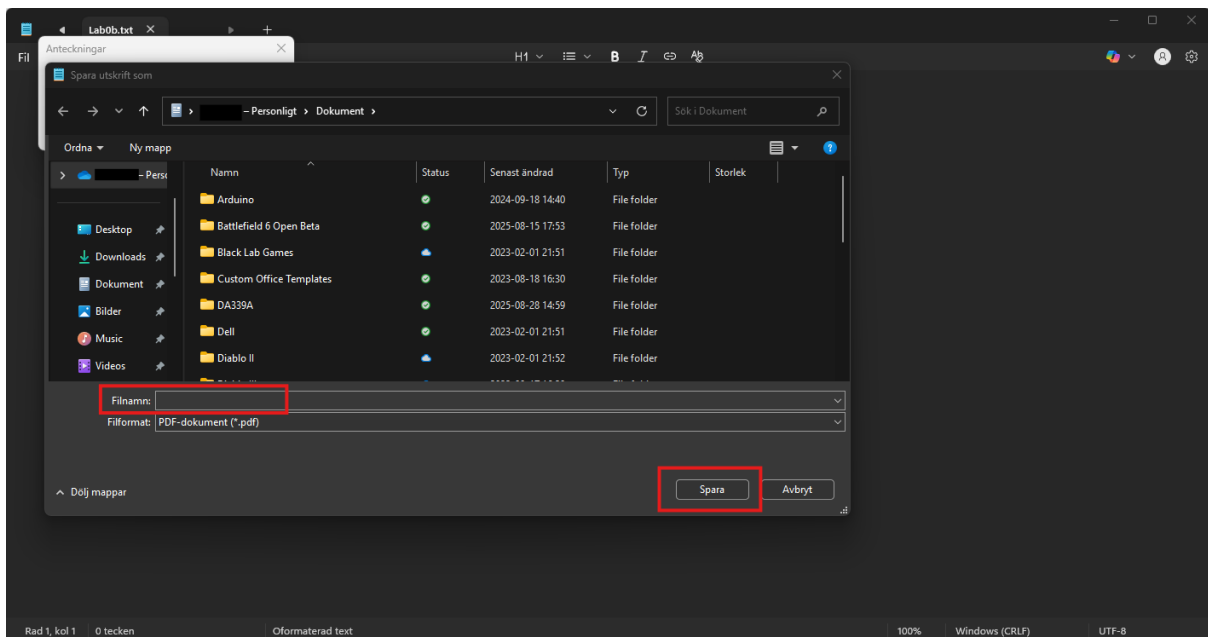 Lab0b.txt
Anteckningar
Fil
H1
B I
Spara utskrift som
– Personligt > Dokument >
Sök i Dokument
Ordna
Ny mapp
– Perso
Namn Status Senast ändrad Typ Storlek
Arduino 2024-09-18 14:40 File folder
Desktop
Battlefield 6 Open Beta 2025-08-15 17:53 File folder
Downloads
Black Lab Games 2023-02-01 21:51 File folder
Dokument
Custom Office Templates 2023-08-18 16:30 File folder
Bilder
DA339A 2025-08-28 14:59 File folder
Music
Dell 2023-02-01 21:51 File folder
Videos
Diablo II 2023-02-01 21:52 File folder
Filnamn:
Filformat: PDF-dokument (*.pdf)
Dölj mappar
Spara
Avbryt
Rad 1, kol 1 0 tecken Oformaterad text 100% Windows (CRLF) UTF-8